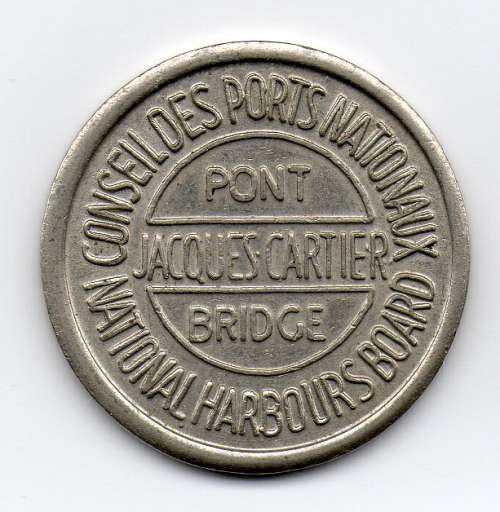 CONSEIL DES PORTS NATIONAUX
PONT
JACQUES·CARTIER
BRIDGE
NATIONAL HARBOURS BOARD